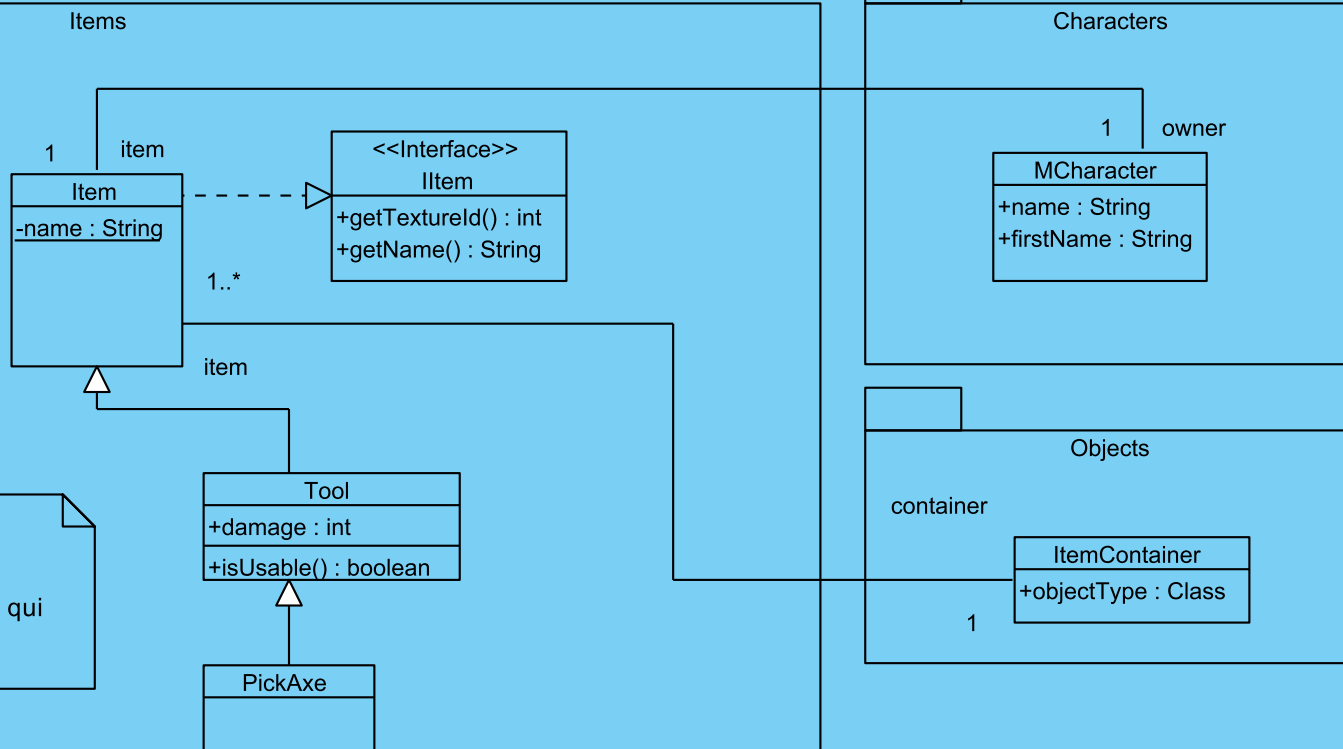 Items
Characters
1
item
1
owner
<<Interface>>
IItem
+getTextureId() : int
+getName() : String
Item
-name : String
MCharacter
+name : String
+firstName : String
1..*
item
Objects
container
ItemContainer
+objectType : Class
1
Tool
+damage : int
+isUsable() : boolean
qui
PickAxe